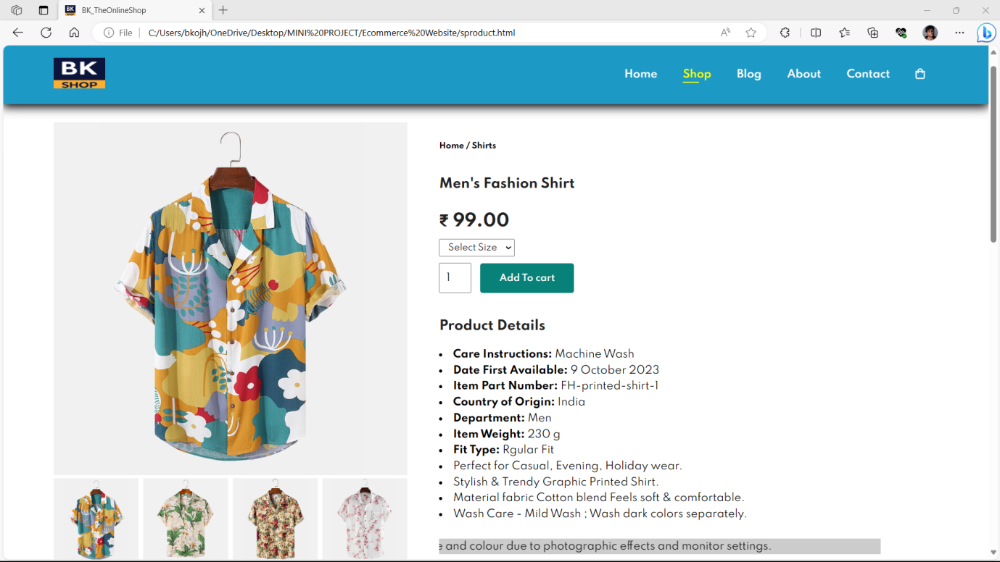 BK_TheOnlineShop
File
C:/Users/bkojh/OneDrive/Desktop/MINI%20PROJECT/Ecommerce%20Website/sproduct.html
BK
SHOP
Home
Shop
Blog
About
Contact
Home / Shirts
Men's Fashion Shirt
₹ 99.00
Select Size
1
Add To cart
Product Details
• Care Instructions: Machine Wash
• Date First Available: 9 October 2023
• Item Part Number: FH-printed-shirt-1
• Country of Origin: India
• Department: Men
• Item Weight: 230 g
• Fit Type: Rgular Fit
• Perfect for Casual, Evening, Holiday wear.
• Stylish & Trendy Graphic Printed Shirt.
• Material fabric Cotton blend Feels soft & comfortable.
• Wash Care - Mild Wash ; Wash dark colors separately.
and colour due to photographic effects and monitor settings.